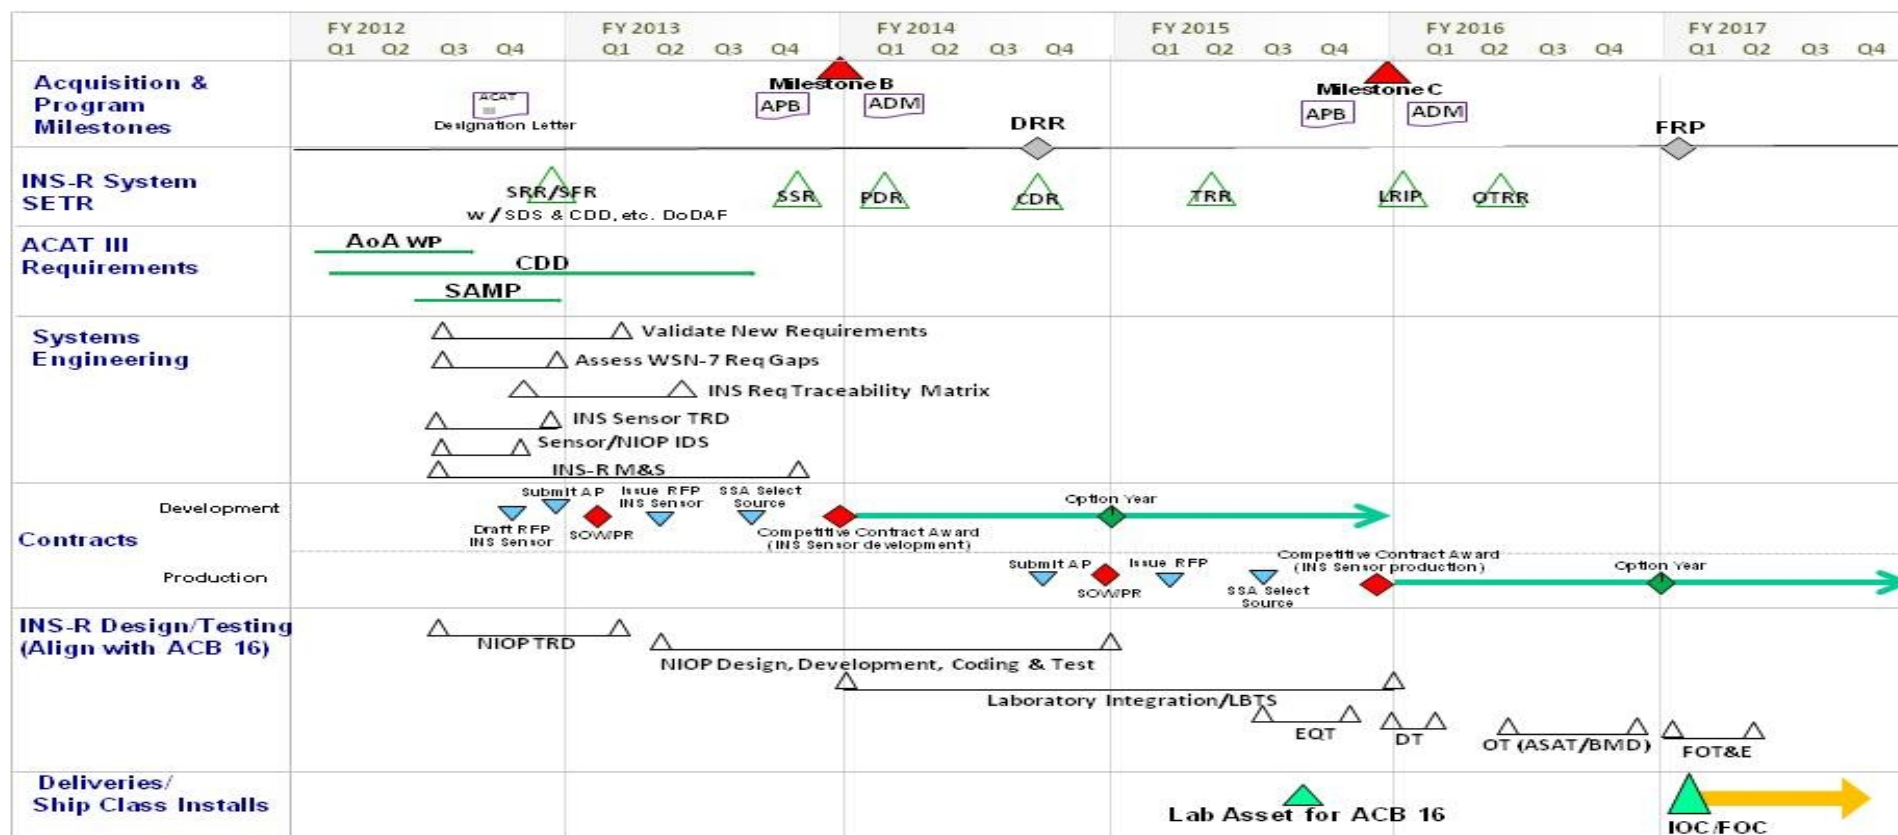 FY 2012 FY 2013 FY 2014 FY 2015 FY 2016 FY 2017
Q1 Q2 Q3 Q4 Q1 Q2 Q3 Q4 Q1 Q2 Q3 Q4 Q1 Q2 Q3 Q4 Q1 Q2 Q3 Q4 Q1 Q2 Q3 Q4
Acquisition &
Program
Milestones
ACAT
Designation Letter
Milestone B
APB
ADM
DRR
Milestone C
APB
ADM
FRP
INS-R System
SETR
SRR/SFR
w/SDS & CDD, etc. DoDAF
SSR
PDR
CDR
TRR
LRIP
OTRR
ACAT III
Requirements
AoA WP
CDD
SAMP
Systems
Engineering
Validate New Requirements
Assess WSN-7 Req Gaps
INS Req Traceability Matrix
INS Sensor TRD
Sensor/NIOP IDS
INS-R M&S
Contracts
Development
Submit AP
Issue RFP
INS Sensor
SSA Select
Source
Option Year
Draft RFP
INS Sensor
SOW/PR
Competitive Contract Award
(INS Sensor development)
Production
Submit AP
Issue RFP
Competitive Contract Award
(INS Sensor production)
Option Year
SOW/PR
SSA Select
Source
INS-R Design/Testing
(Align with ACB 16)
NIOP TRD
NIOP Design, Development, Coding & Test
Laboratory Integration/LBTS
EQT
DT
OT (ASAT/BMD)
FOT&E
Deliveries/
Ship Class Installs
Lab Asset for ACB 16
IOC/FOC